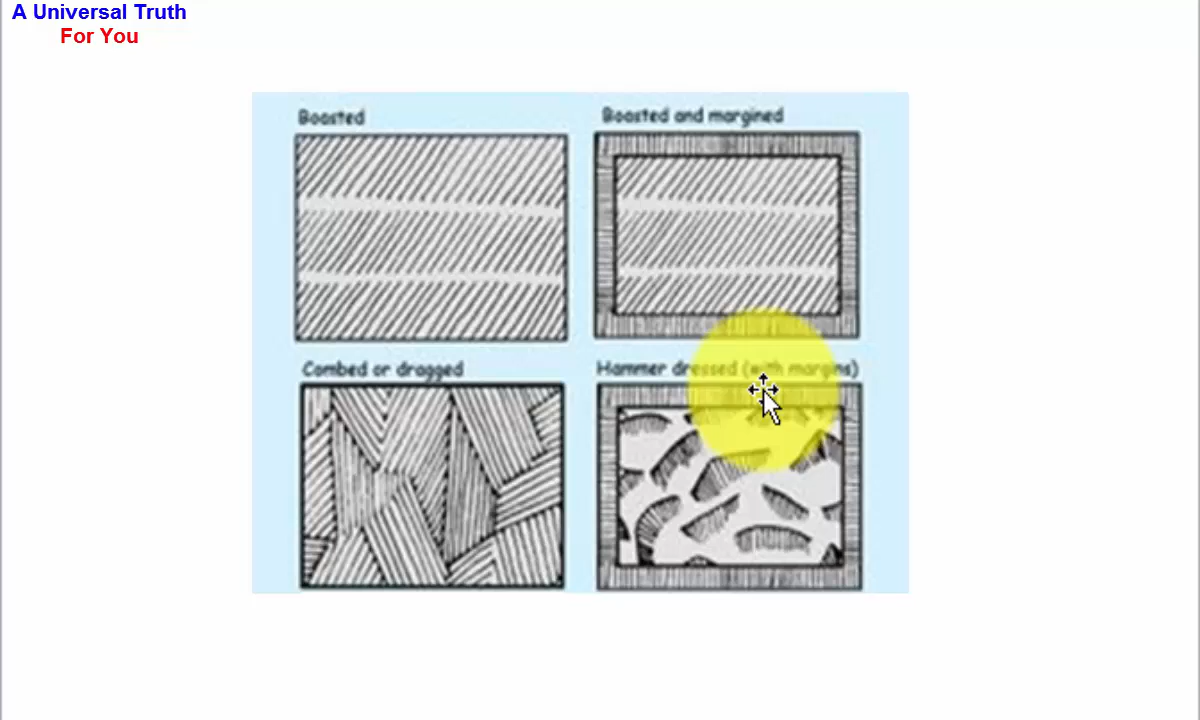 A Universal Truth
For You
Boasted
Boasted and margined
Combed or dragged
Hammer dressed (with margins)